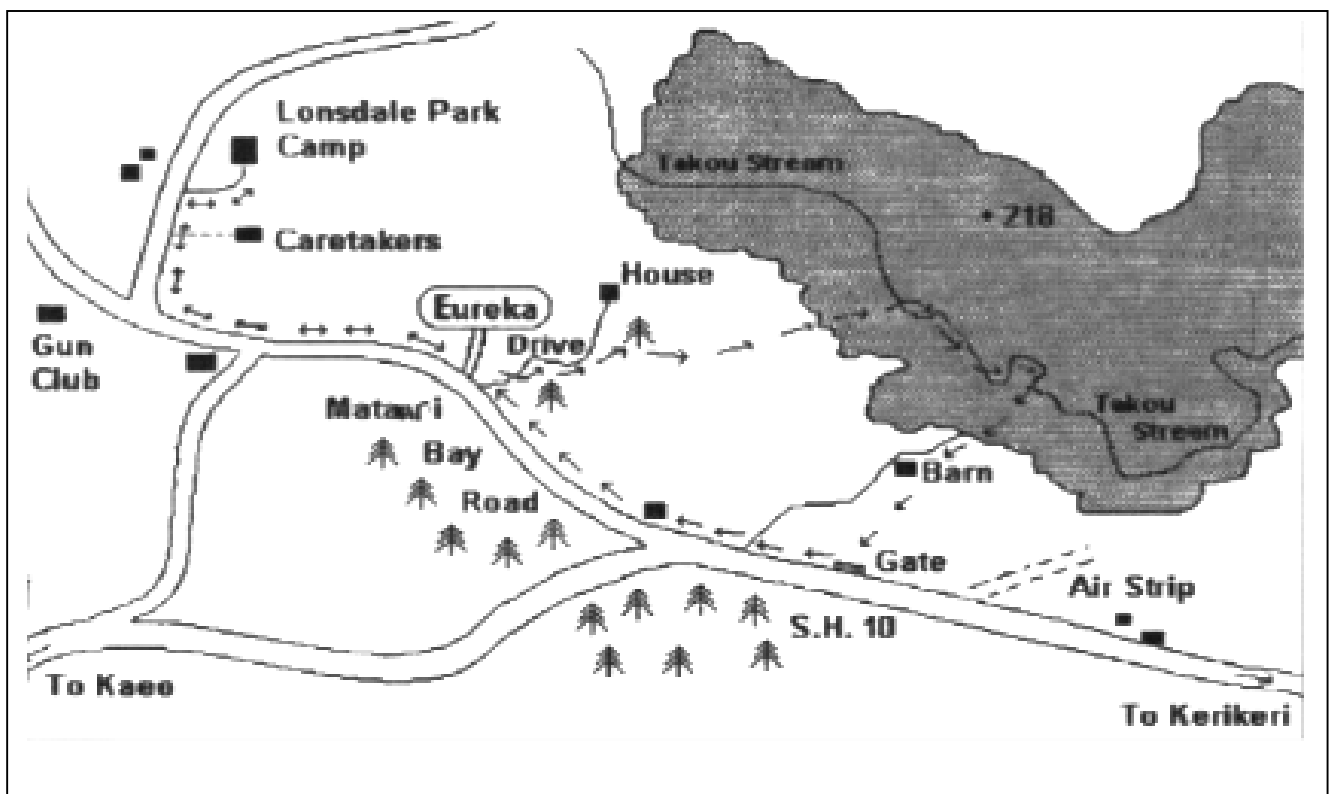 Lonsdale Park
Camp
Takou Stream
• 218
Caretakers
House
Eureka
Drive
Gun
Club
Matauri
Bay
Road
Takou
Stream
Barn
Gate
Air Strip
S.H. 10
To Kaeo
To Kerikeri